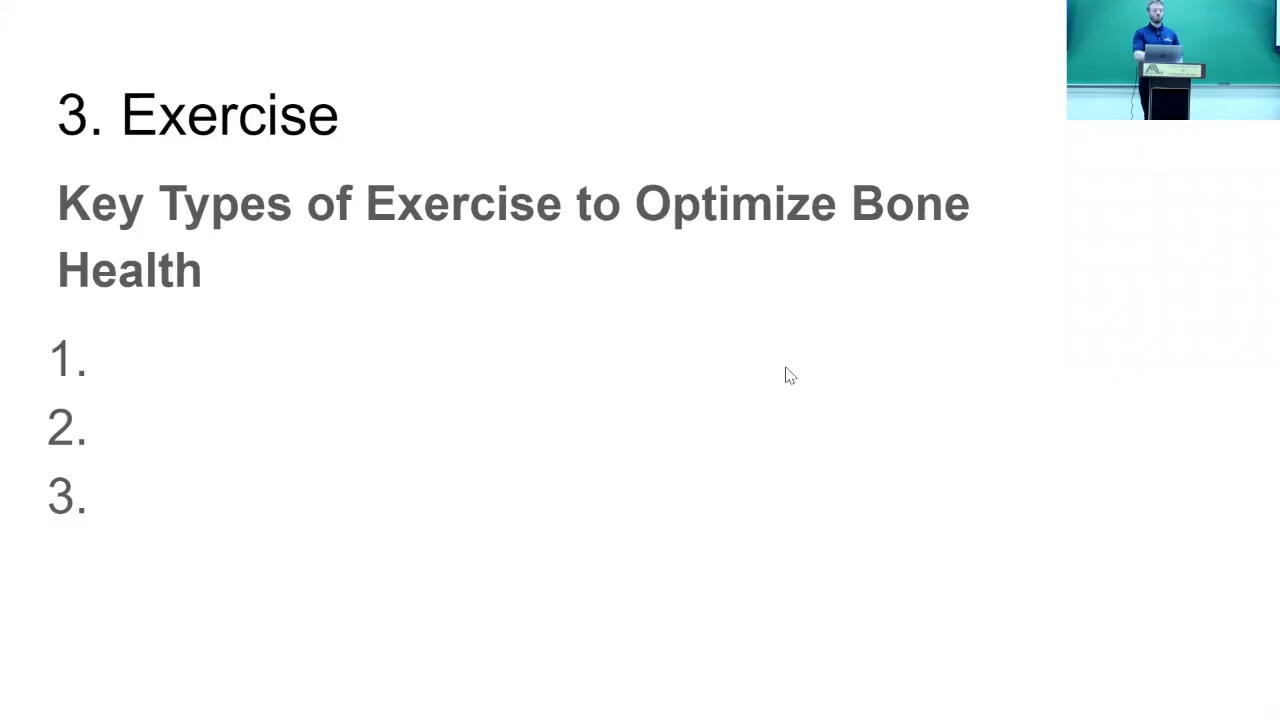 3. Exercise
Key Types of Exercise to Optimize Bone
Health
1.
2.
3.